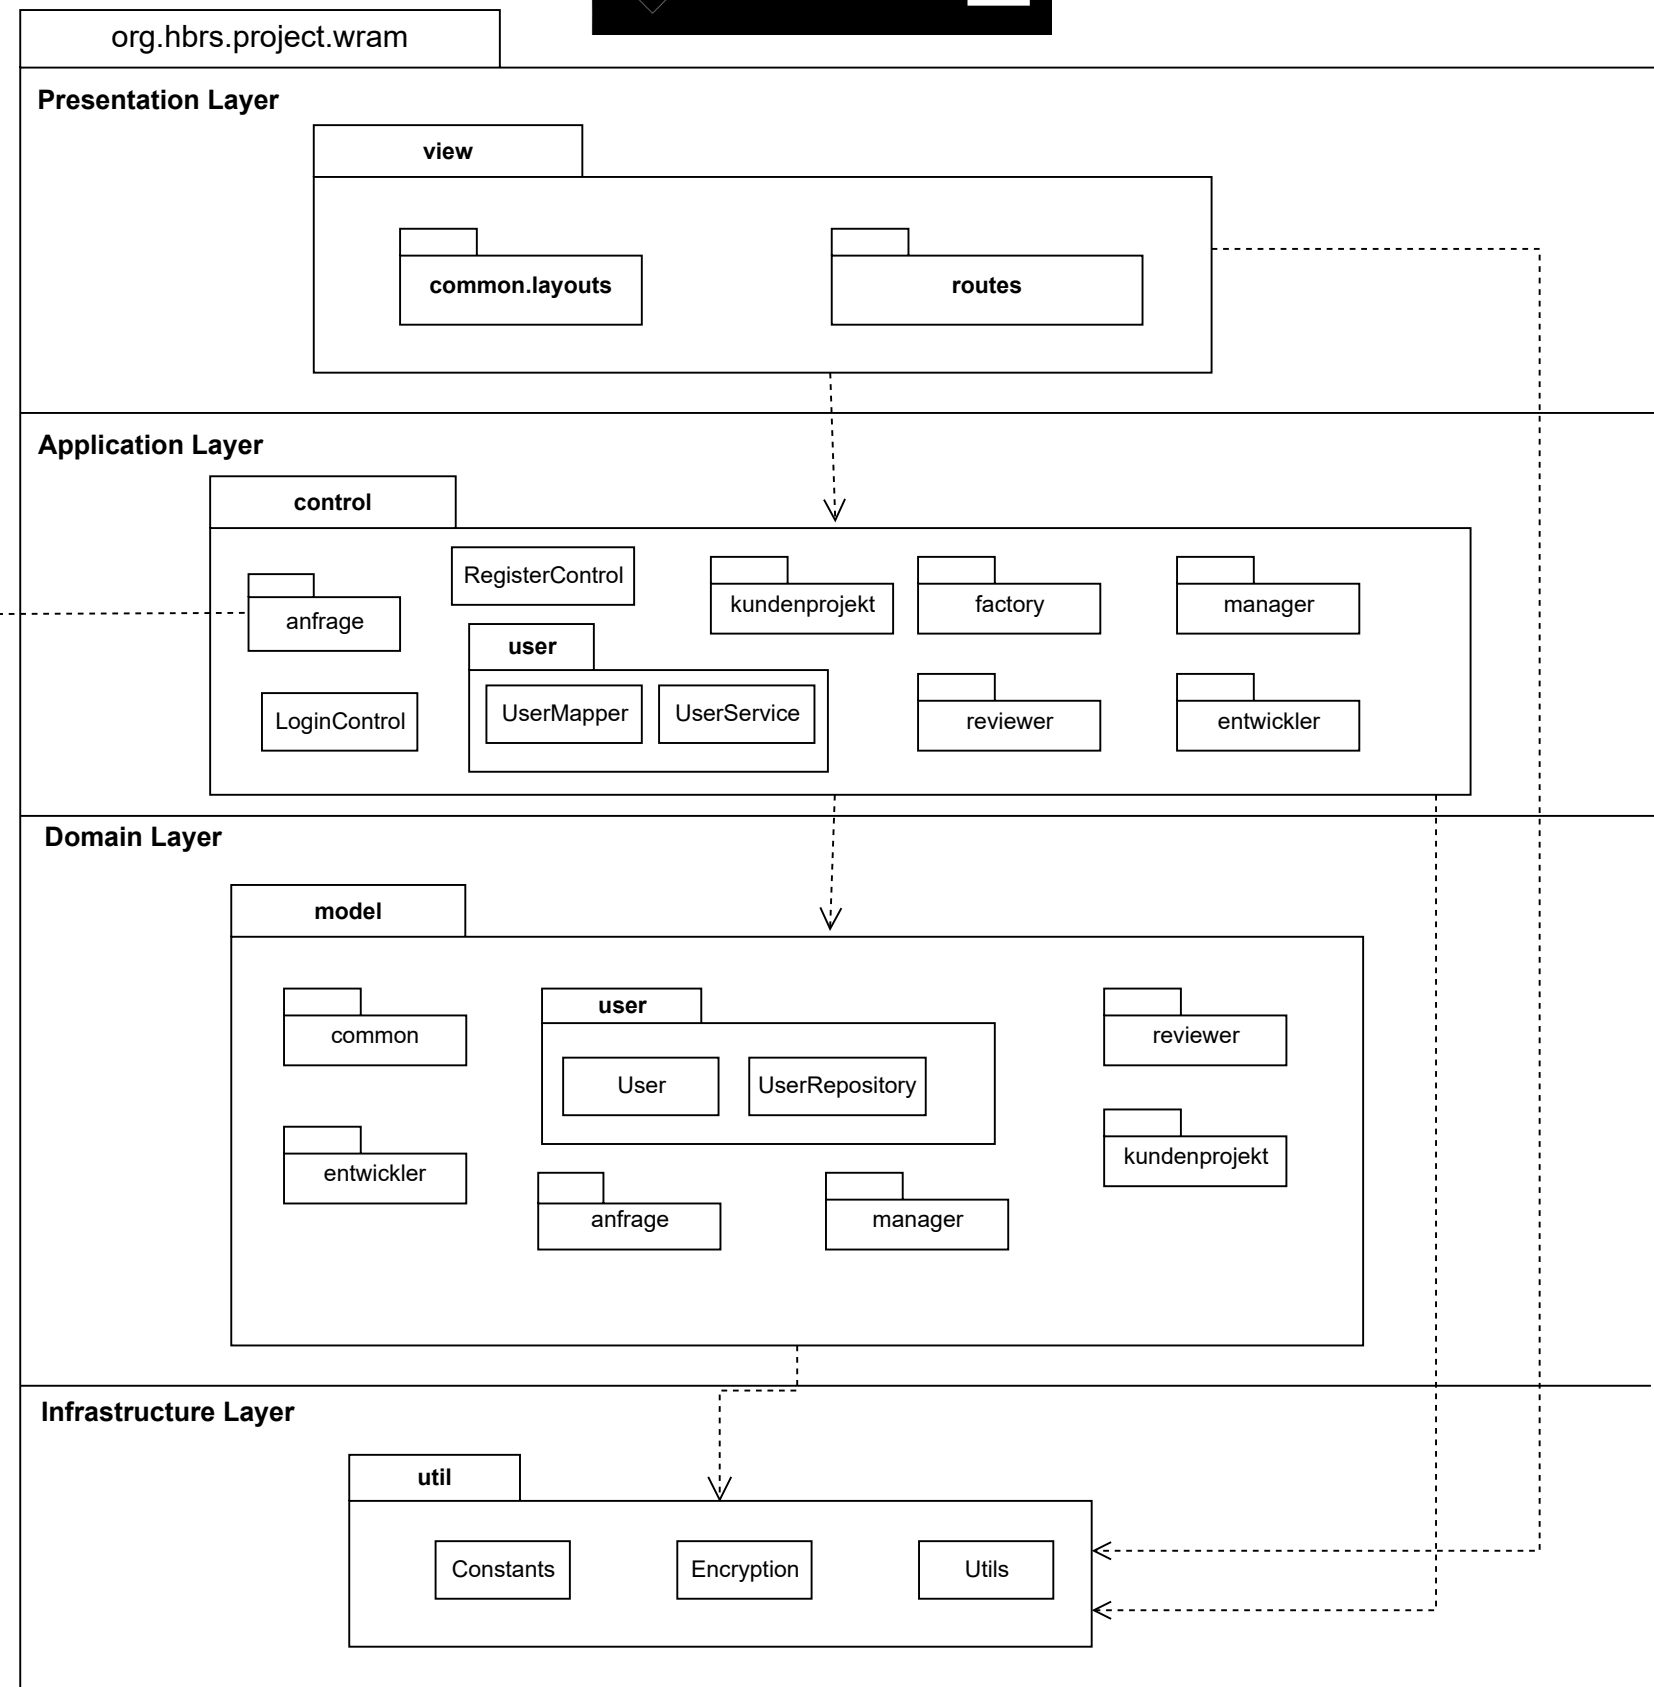 org.hbrs.project.wram
Presentation Layer
view
common.layouts
routes
Application Layer
control
RegisterControl
anfrage
kundenprojekt
factory
manager
user
UserMapper
UserService
LoginControl
reviewer
entwickler
Domain Layer
model
common
user
User
UserRepository
reviewer
entwickler
anfrage
manager
kundenprojekt
Infrastructure Layer
util
Constants
Encryption
Utils